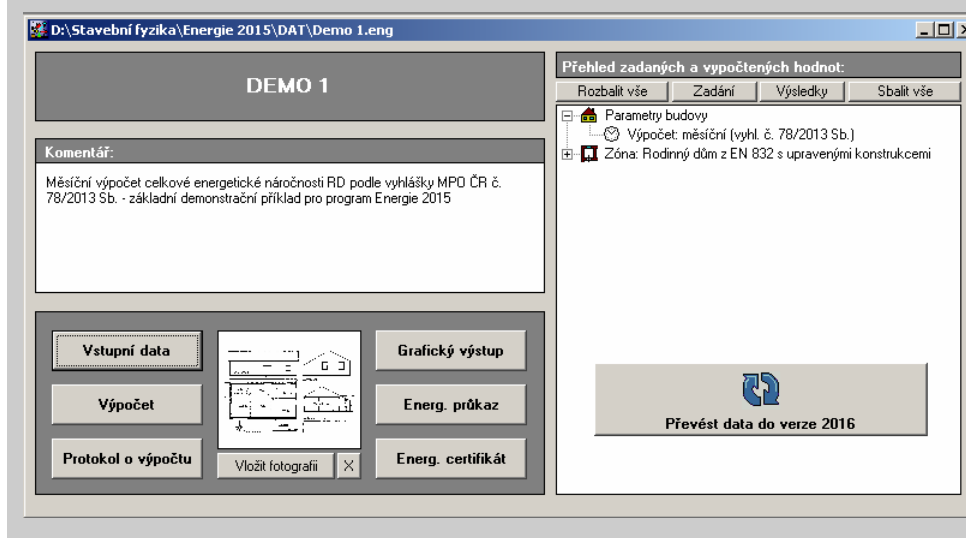 D:\Stavební fyzika\Energie 2015\DAT\Demo 1.eng
DEMO 1
Komentář:
Měsíční výpočet celkové energetické náročnosti RD podle vyhlášky MPO ČR č.
78/2013 Sb. - základní demonstrační příklad pro program Energie 2015
Vstupní data
Výpočet
Protokol o výpočtu
Vložit fotografii
X
Grafický výstup
Energ. průkaz
Energ. certifikát
Přehled zadaných a vypočtených hodnot:
Rozbalit vše Zadání Výsledky Sbalit vše
Parametry budovy
Výpočet: měsíční (vyhl. č. 78/2013 Sb.)
Zóna: Rodinný dům z EN 832 s upravenými konstrukcemi
Převést data do verze 2016